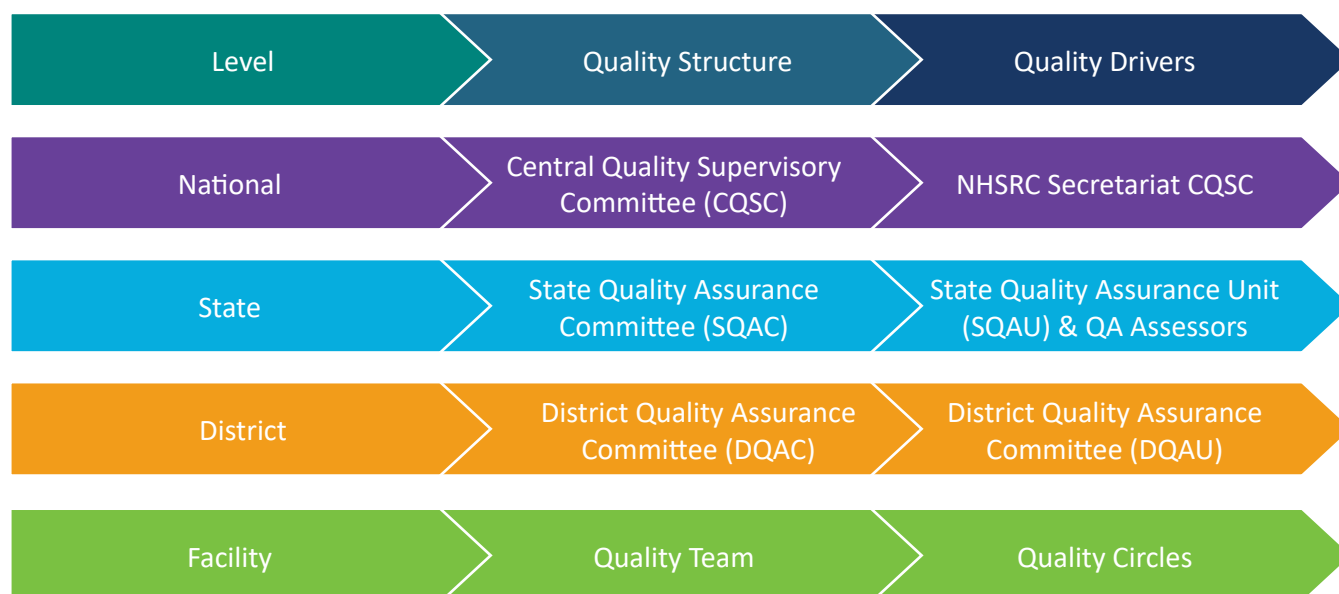 Level
Quality Structure
Quality Drivers
National
Central Quality Supervisory
Committee (CQSC)
NHSRC Secretariat CQSC
State
State Quality Assurance
Committee (SQAC)
State Quality Assurance Unit
(SQAU) & QA Assessors
District
District Quality Assurance
Committee (DQAC)
District Quality Assurance
Committee (DQAU)
Facility
Quality Team
Quality Circles